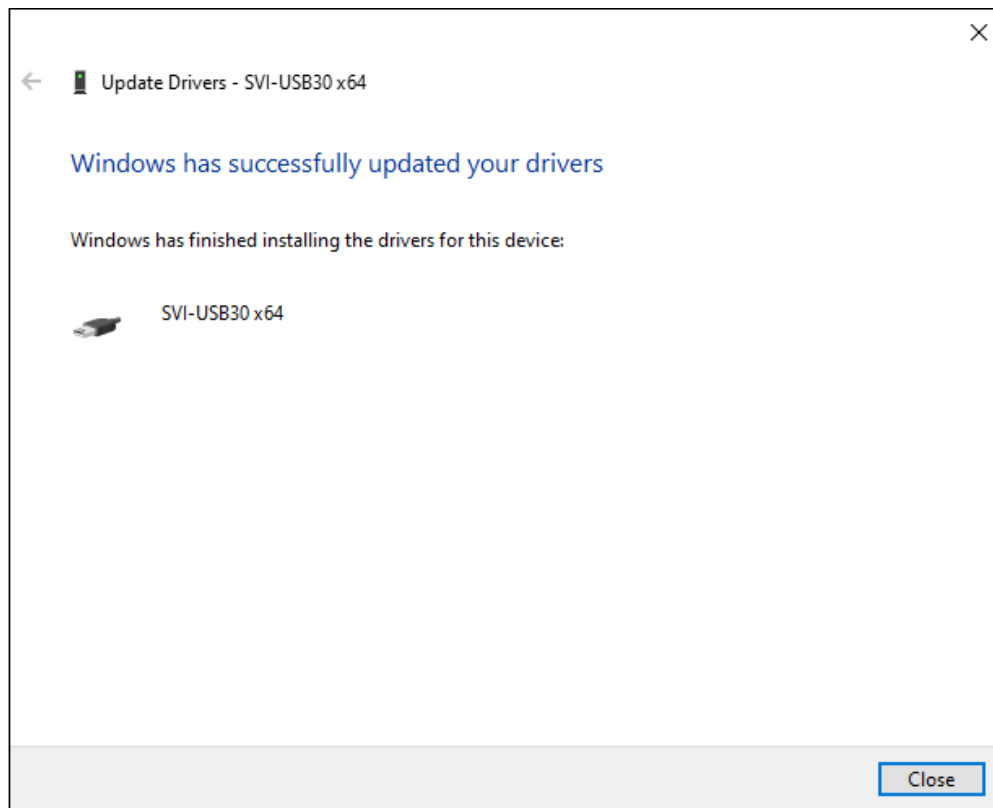 Update Drivers - SVI-USB30 x64
Windows has successfully updated your drivers
Windows has finished installing the drivers for this device:
SVI-USB30 x64
Close